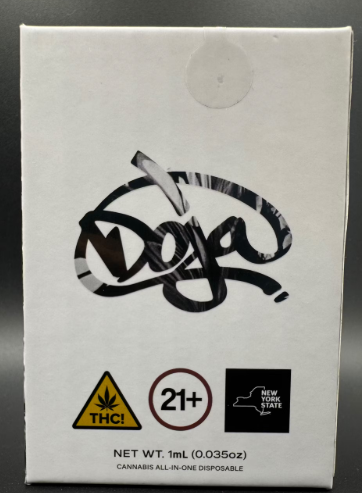 Doja
THC!
21+
NEW
YORK
STATE
NET WT. 1mL (0.035oz)
CANNABIS ALL-IN-ONE DISPOSABLE